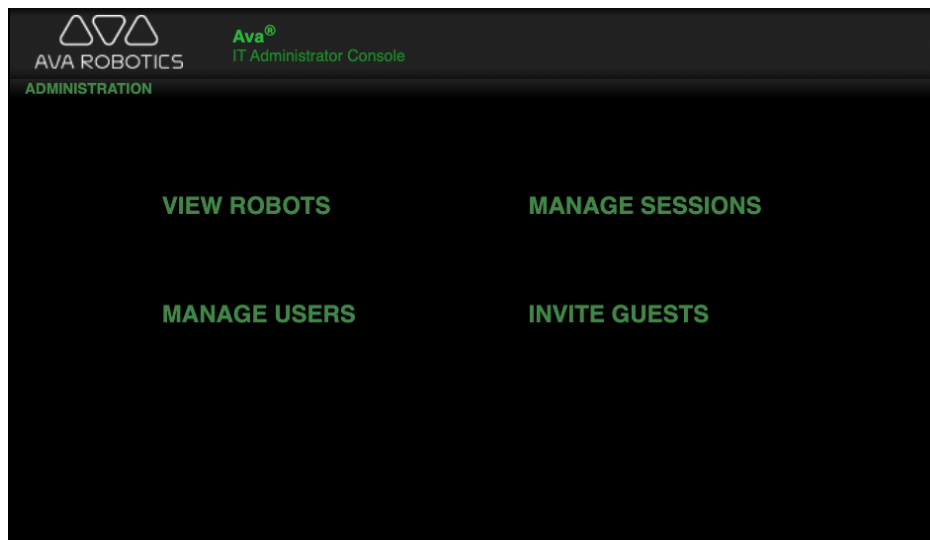 AVA ROBOTICS
Ava®
IT Administrator Console
ADMINISTRATION
VIEW ROBOTS
MANAGE SESSIONS
MANAGE USERS
INVITE GUESTS